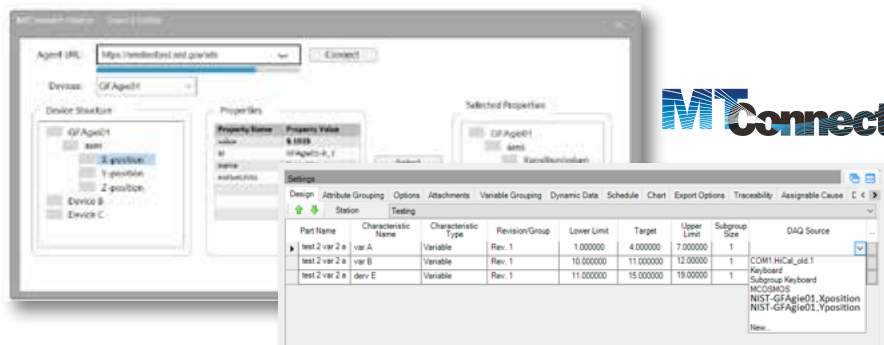 Agent URL:
Connect
Devices:
GFAgie01
Device Structure
GFAgie01
axes
X-position
Y-position
Z-position
Device B
Device C
Properties
Property Name Property Value
value
id
name
Selected Properties
GFAgie01
axes
MTConnect
Settings
Design Attribute Grouping Options Attachments Variable Grouping Dynamic Data Schedule Chart Export Options Traceability Assignable Cause
Station Testing
Part Name Characteristic Name Characteristic Type Revision/Group Lower Limit Target Upper Limit Subgroup Size DAQ Source ...
test 2 var 2 a var A Variable Rev. 1 1.000000 4.000000 7.000000 1
test 2 var 2 a var B Variable Rev. 1 10.000000 11.000000 12.000000 1
test 2 var 2 a derv E Variable Rev. 1 11.000000 15.000000 19.000000 1
COM1.HiCal_old.1
Keyboard
Subgroup Keyboard
MCOSMOS
NIST-GFAgie01,Xposition
NIST-GFAgie01,Yposition
New...